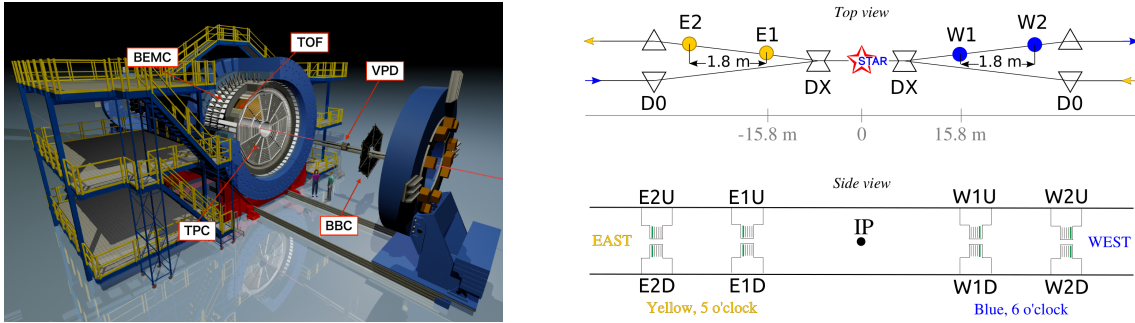 TOF
BEMC
VPD
TPC
BBC
Top view
E2 E1 W1 W2
1.8 m STAR 1.8 m
D0 DX DX D0
-15.8 m 0 15.8 m
Side view
E2U E1U W1U W2U
EAST IP WEST
E2D E1D W1D W2D
Yellow, 5 o'clock Blue, 6 o'clock